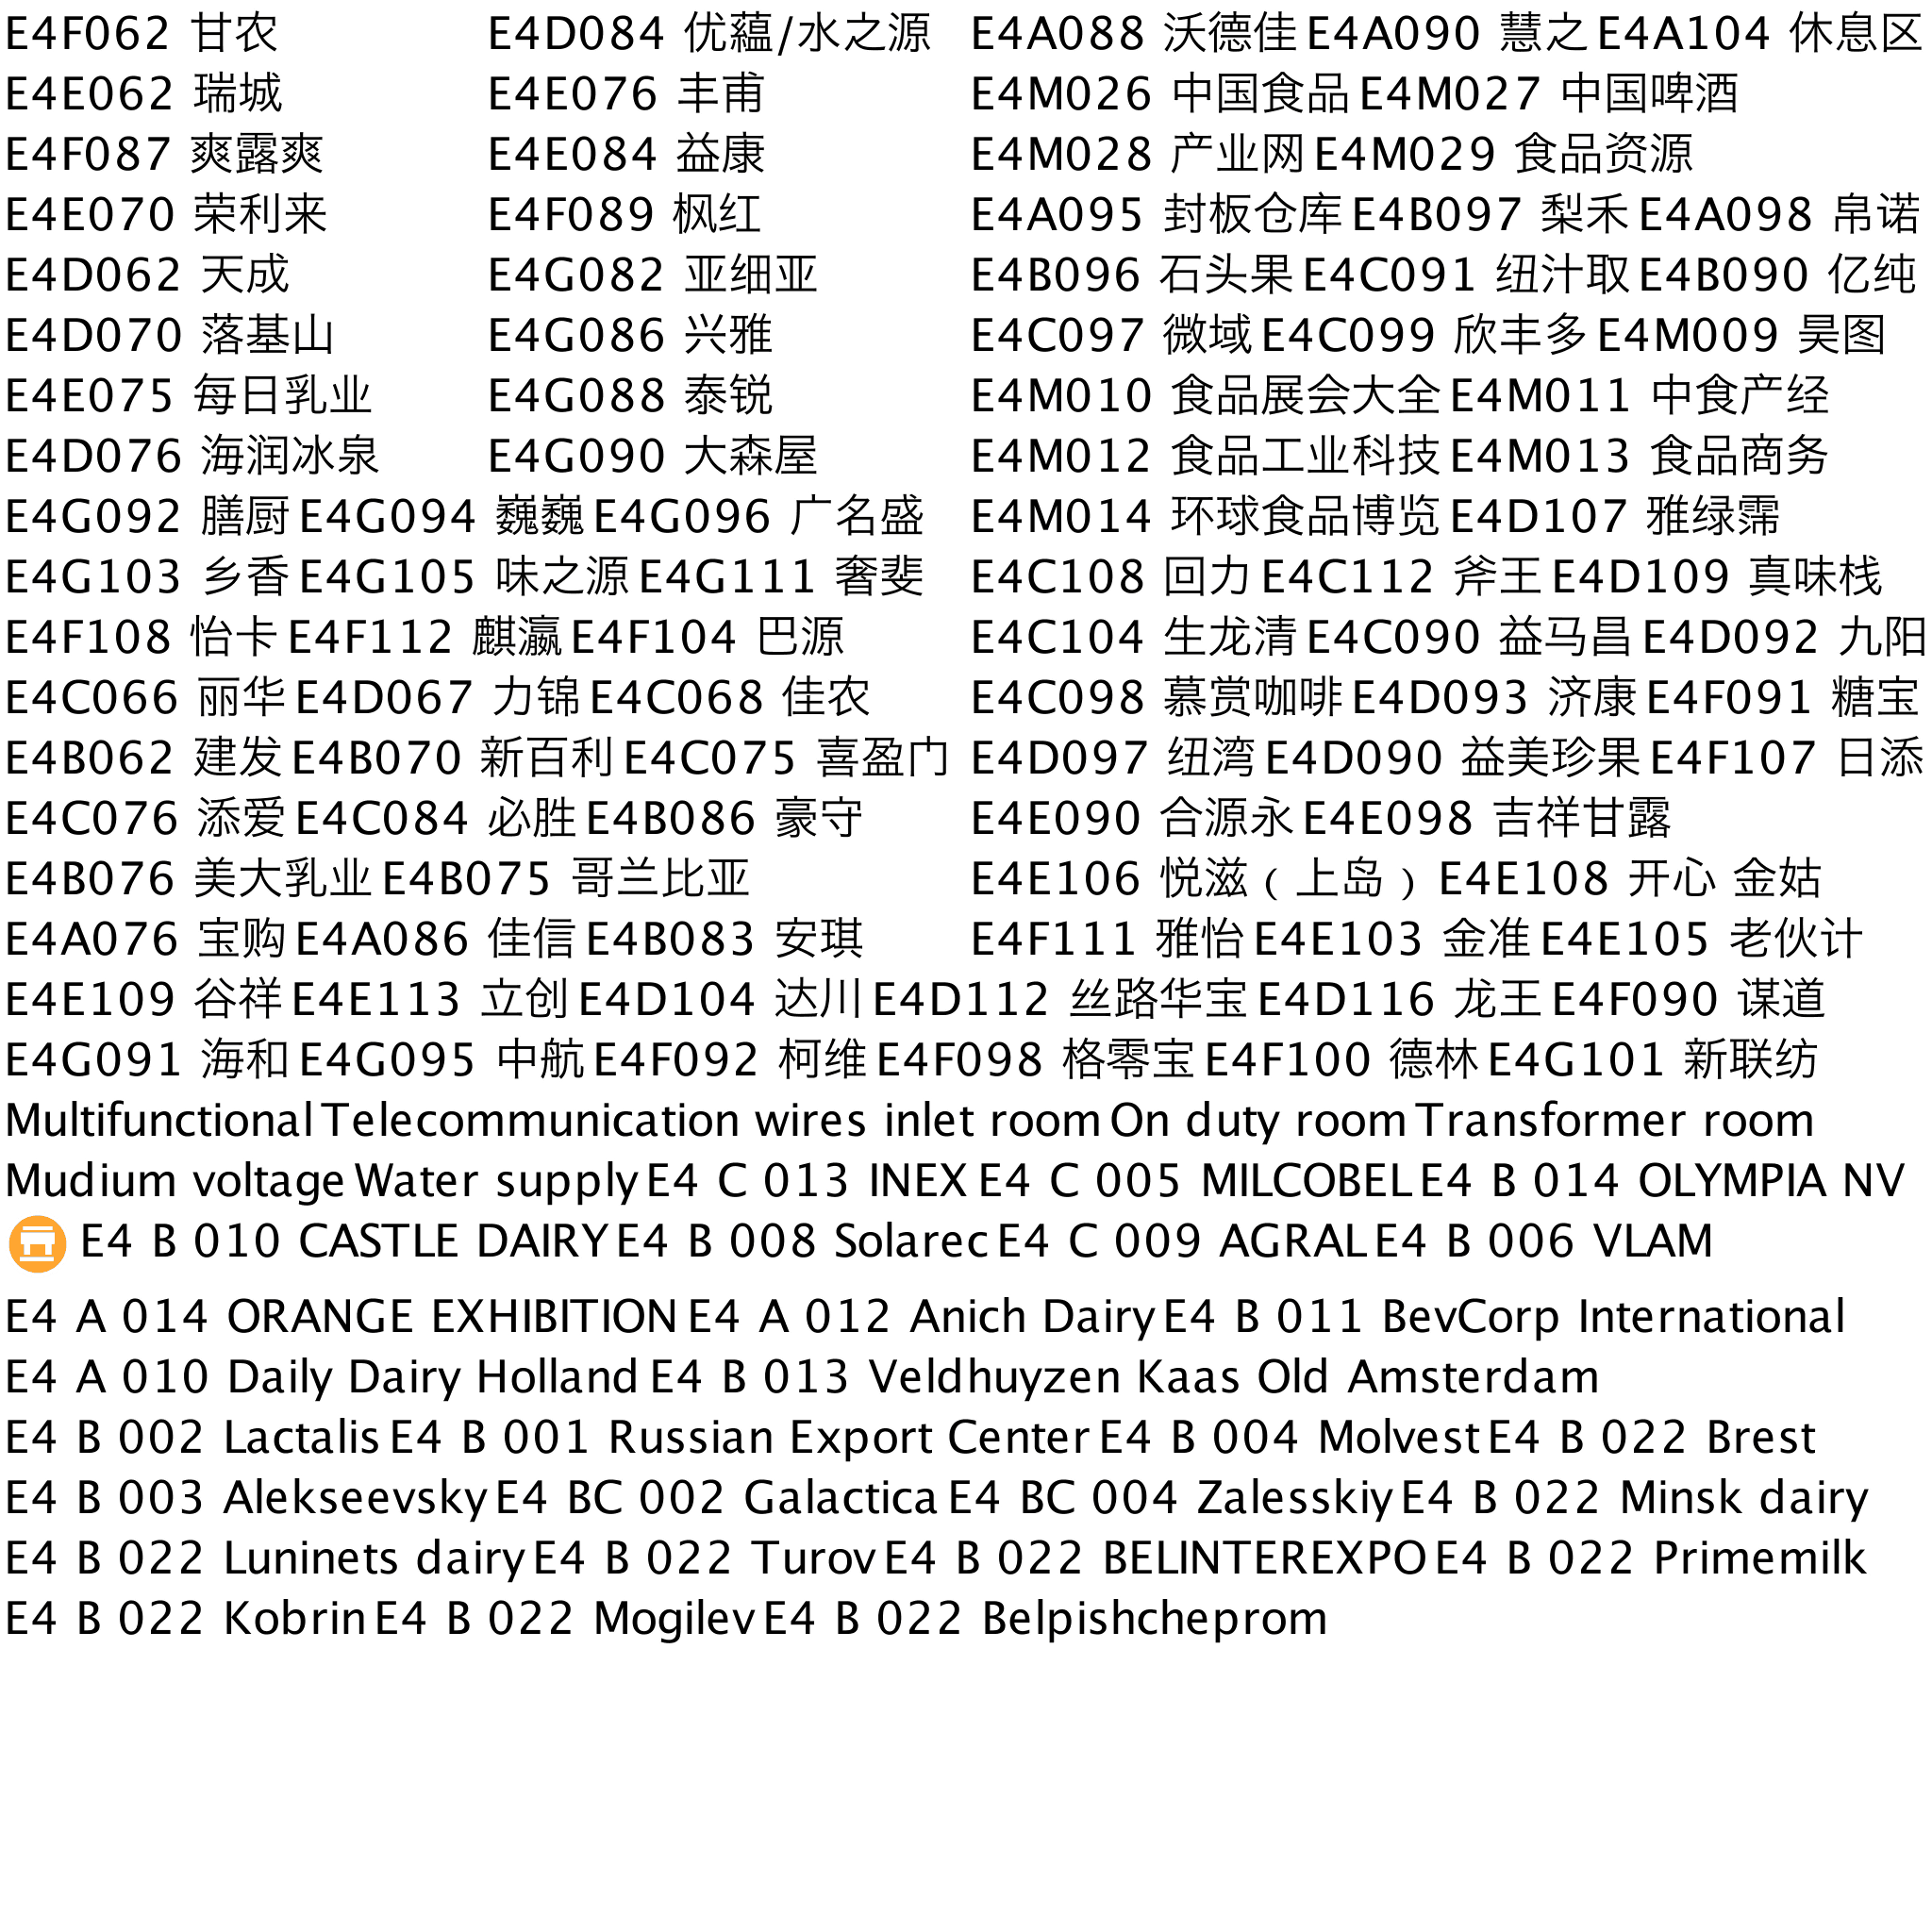 E4F062 甘农 E4D084 优蕴/水之源 E4A088 沃德佳 E4A090 慧之 E4A104 休息区
E4E062 瑞城 E4E076 丰甫 E4M026 中国食品 E4M027 中国啤酒
E4F087 爽露爽 E4E084 益康 E4M028 产业网 E4M029 食品资源
E4E070 荣利来 E4F089 枫红 E4A095 封板仓库 E4B097 梨禾 E4A098 帛诺
E4D062 天成 E4G082 亚细亚 E4B096 石头果 E4C091 纽汁取 E4B090 亿纯
E4D070 落基山 E4G086 兴雅 E4C097 微域 E4C099 欣丰多 E4M009 昊图
E4E075 每日乳业 E4G088 泰锐 E4M010 食品展会大全 E4M011 中食产经
E4D076 海润冰泉 E4G090 大森屋 E4M012 食品工业科技 E4M013 食品商务
E4G092 膳厨 E4G094 巍巍 E4G096 广名盛 E4M014 环球食品博览 E4D107 雅绿霈
E4G103 乡香 E4G105 味之源 E4G111 奢斐 E4C108 回力 E4C112 斧王 E4D109 真味栈
E4F108 怡卡 E4F112 麒瀛 E4F104 巴源 E4C104 生龙清 E4C090 益马昌 E4D092 九阳
E4C066 丽华 E4D067 力锦 E4C068 佳农 E4C098 慕赏咖啡 E4D093 济康 E4F091 糖宝
E4B062 建发 E4B070 新百利 E4C075 喜盈门 E4D097 纽湾 E4D090 益美珍果 E4F107 日添
E4C076 添爱 E4C084 必胜 E4B086 豪守 E4E090 合源永 E4E098 吉祥甘露
E4B076 美大乳业 E4B075 哥兰比亚 E4E106 悦滋（上岛） E4E108 开心 金姑
E4A076 宝购 E4A086 佳信 E4B083 安琪 E4F111 雅怡 E4E103 金准 E4E105 老伙计
E4E109 谷祥 E4E113 立创 E4D104 达川 E4D112 丝路华宝 E4D116 龙王 E4F090 谋道
E4G091 海和 E4G095 中航 E4F092 柯维 E4F098 格零宝 E4F100 德林 E4G101 新联纺
Multifunctional Telecommunication wires inlet room On duty room Transformer room
Mudium voltage Water supply E4 C 013 INEX E4 C 005 MILCOBEL E4 B 014 OLYMPIA NV
E4 B 010 CASTLE DAIRY E4 B 008 Solarec E4 C 009 AGRAL E4 B 006 VLAM
E4 A 014 ORANGE EXHIBITION E4 A 012 Anich Dairy E4 B 011 BevCorp International
E4 A 010 Daily Dairy Holland E4 B 013 Veldhuyzen Kaas Old Amsterdam
E4 B 002 Lactalis E4 B 001 Russian Export Center E4 B 004 Molvest E4 B 022 Brest
E4 B 003 Alekseevsky E4 BC 002 Galactica E4 BC 004 Zalesskiy E4 B 022 Minsk dairy
E4 B 022 Luninets dairy E4 B 022 Turov E4 B 022 BELINTEREXPO E4 B 022 Primemilk
E4 B 022 Kobrin E4 B 022 Mogilev E4 B 022 Belpishcheprom